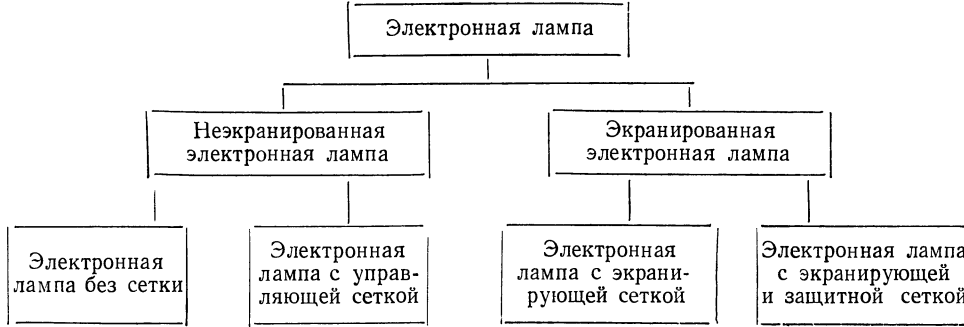 Электронная лампа
Неэкранированная
электронная лампа
Экранированная
электронная лампа
Электронная
лампа без сетки
Электронная
лампа с управ-
ляющей сеткой
Электронная
лампа с экрани-
рующей сеткой
Электронная лампа
с экранирующей
и защитной сеткой